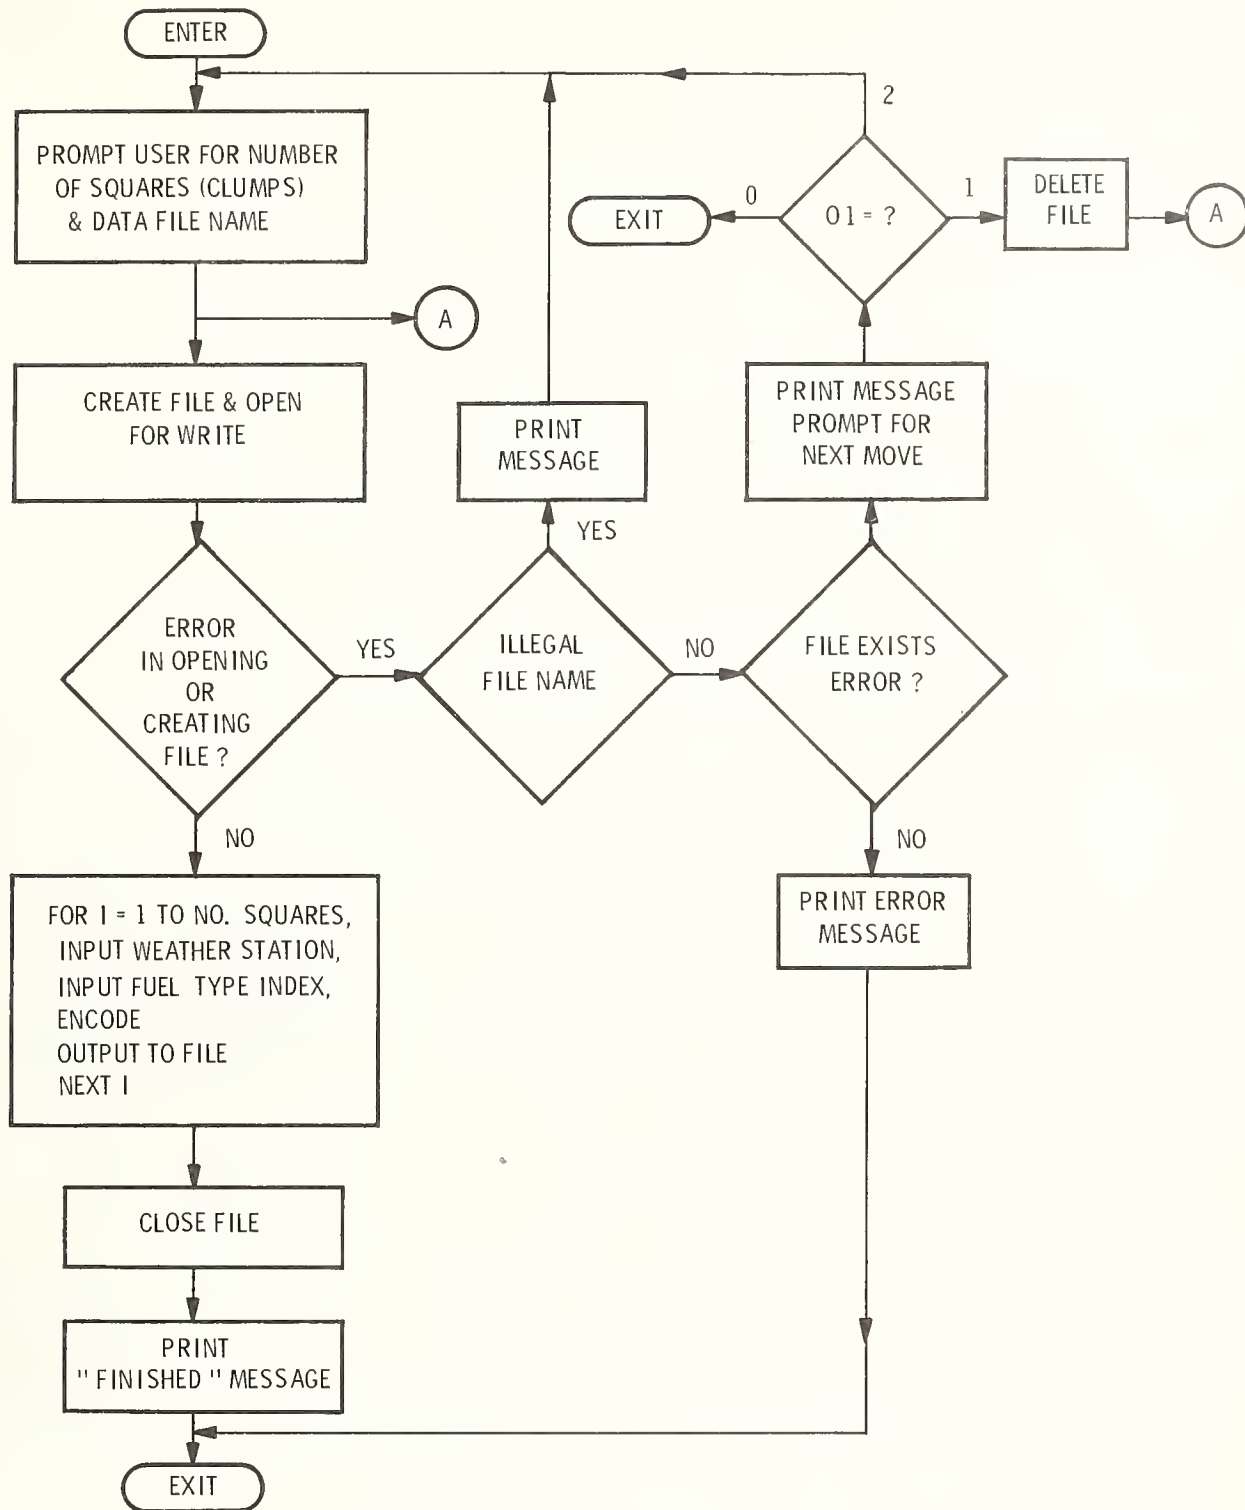 ENTER
2
PROMPT USER FOR NUMBER
OF SQUARES (CLUMPS)
& DATA FILE NAME
EXIT
0
01 = ?
1
DELETE
FILE
A
A
CREATE FILE & OPEN
FOR WRITE
PRINT
MESSAGE
PRINT MESSAGE
PROMPT FOR
NEXT MOVE
YES
ERROR
IN OPENING
OR
CREATING
FILE ?
YES
ILLEGAL
FILE NAME
NO
FILE EXISTS
ERROR ?
NO
NO
FOR I = 1 TO NO. SQUARES,
INPUT WEATHER STATION,
INPUT FUEL TYPE INDEX,
ENCODE
OUTPUT TO FILE
NEXT I
PRINT ERROR
MESSAGE
CLOSE FILE
PRINT
" FINISHED " MESSAGE
EXIT